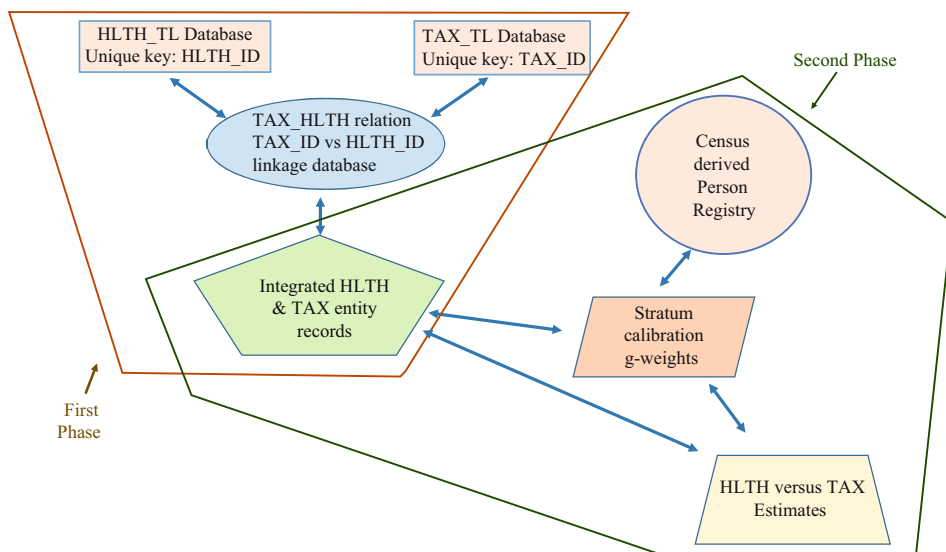 HLTH_TL Database
Unique key: HLTH_ID
TAX_TL Database
Unique key: TAX_ID
Second Phase
TAX_HLTH relation
TAX_ID vs HLTH_ID
linkage database
Census
derived
Person
Registry
Integrated HLTH
& TAX entity
records
Stratum
calibration
g-weights
First
Phase
HLTH versus TAX
Estimates